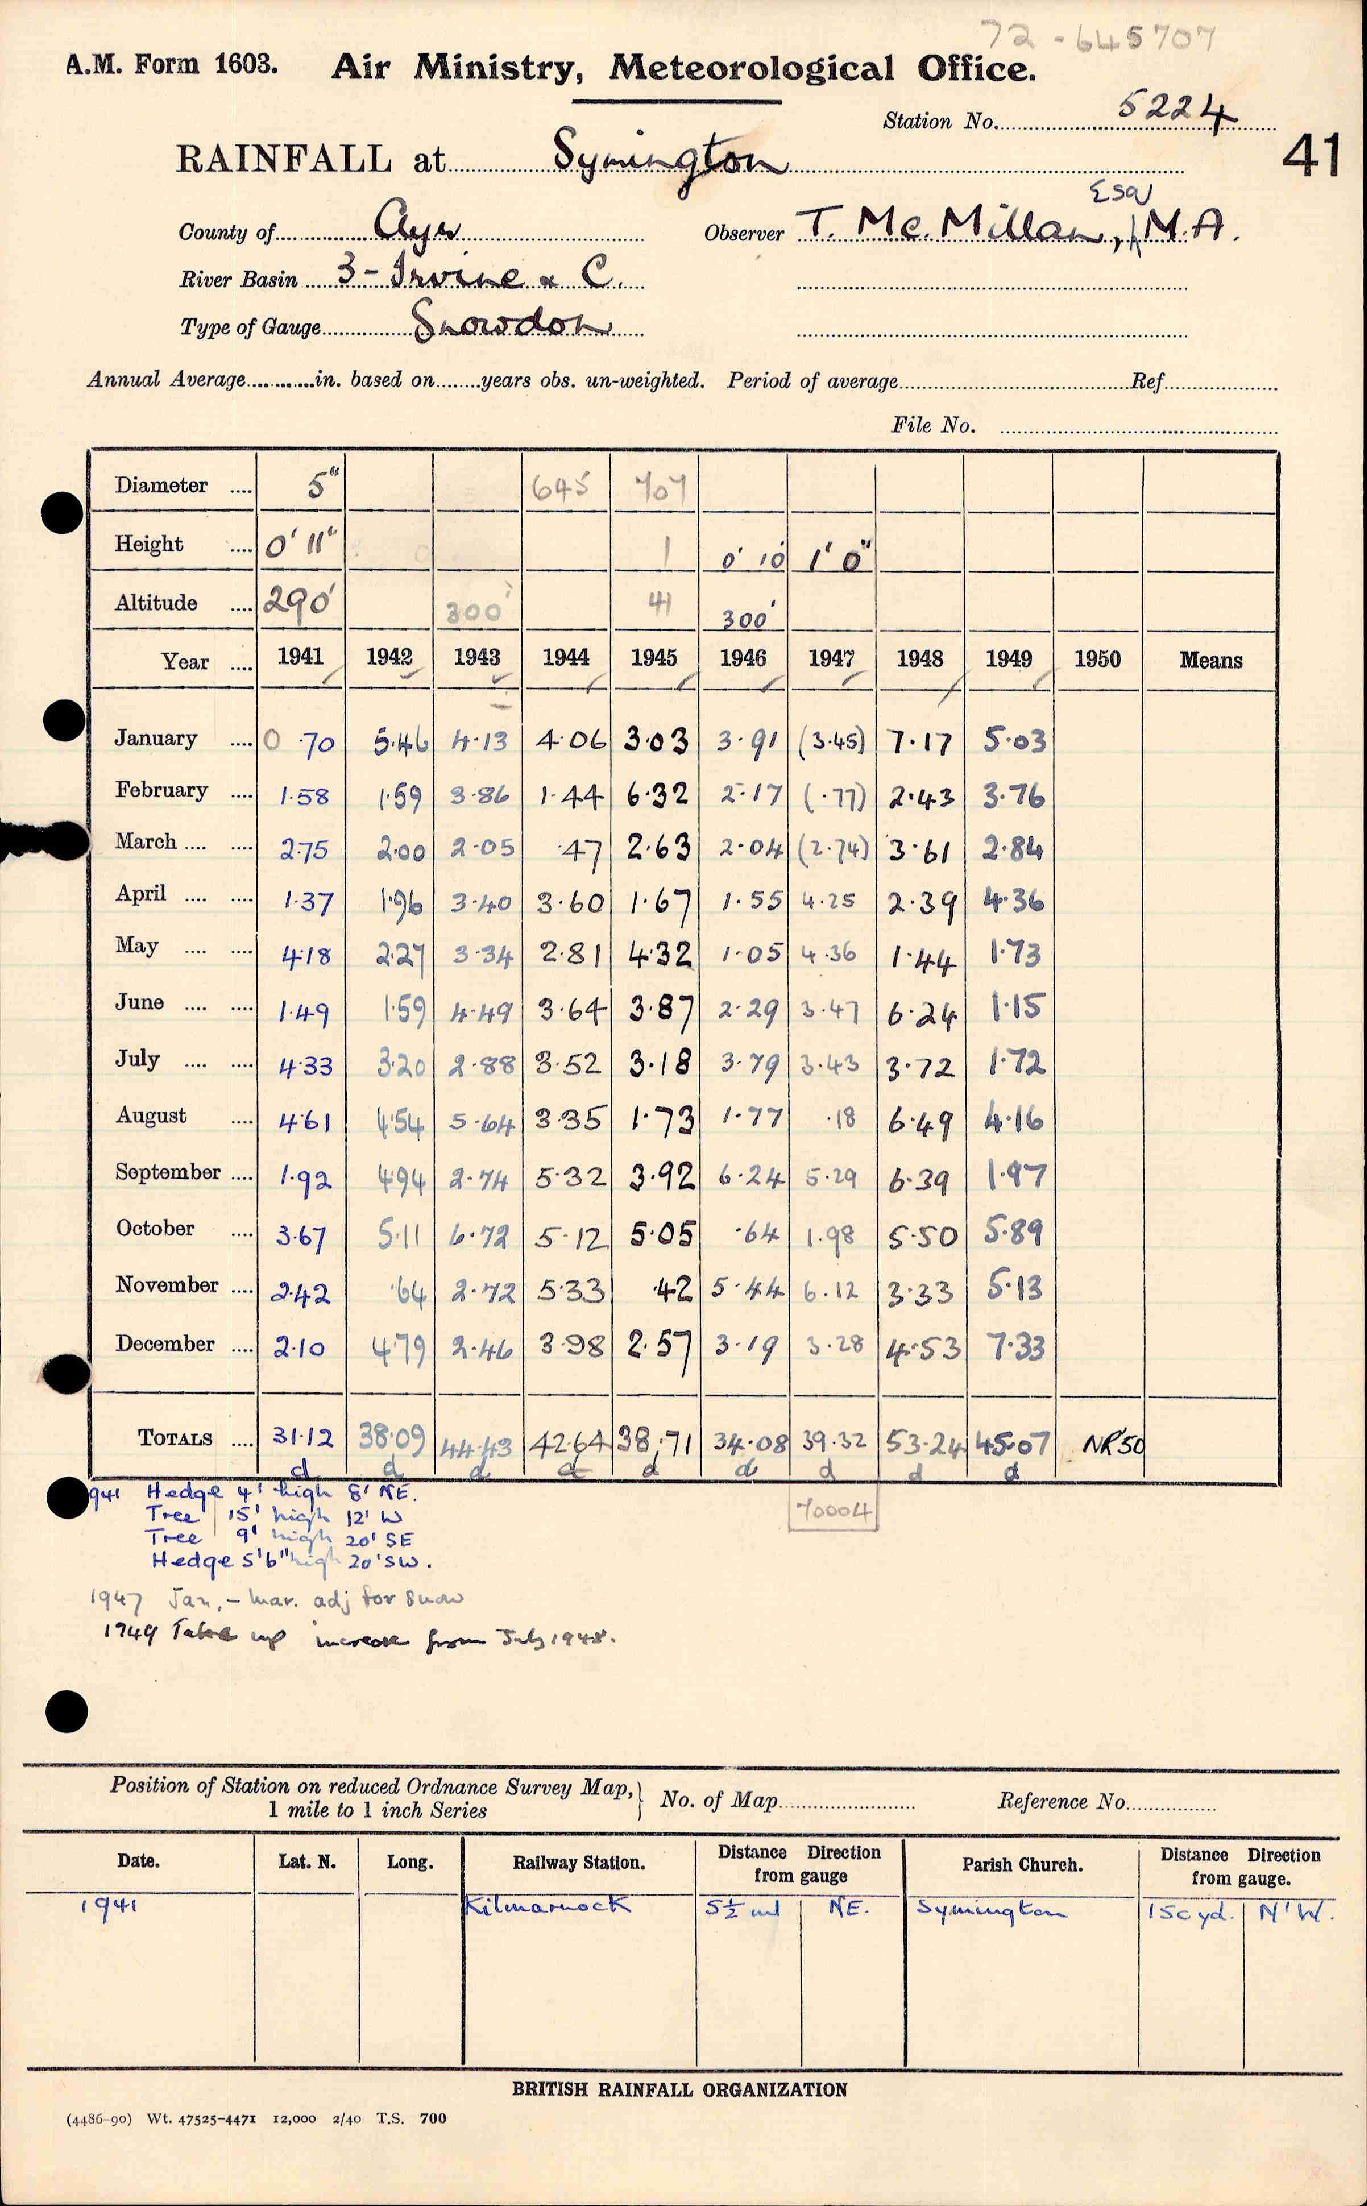 72-645707
A.M. Form 1603. Air Ministry, Meteorological Office.
Station No. 5224
41
RAINFALL at Symington
Esq
County of Ayr Observer T. McMillan, M.A.
River Basin 3-Irvine & C.
Type of Gauge Snowdon
Annual Average............in. based on........years obs. un-weighted. Period of average Ref.
File No.
Diameter .... 5" 645 707
Height .... 0' 11" 1 0' 10 1' 0"
Altitude .... 290' 300' 41 300'
Year .... 1941 1942 1943 1944 1945 1946 1947 1948 1949 1950 Means
January .... 0.70 5.46 4.13 4.06 3.03 3.91 (3.45) 7.17 5.03
February .... 1.58 1.59 3.86 1.44 6.32 2.17 (.77) 2.43 3.76
March .... .... 2.75 2.00 2.05 .47 2.63 2.04 (2.74) 3.61 2.84
April .... .... 1.37 1.96 3.40 3.60 1.67 1.55 4.25 2.39 4.36
May .... .... 4.18 2.27 3.34 2.81 4.32 1.05 4.36 1.44 1.73
June .... .... 1.49 1.59 4.49 3.64 3.87 2.29 3.47 6.24 1.15
July .... .... 4.33 3.20 2.88 3.52 3.18 3.79 3.43 3.72 1.72
August .... 4.61 4.54 5.64 3.35 1.73 1.77 .18 6.49 4.16
September .... 1.92 4.94 2.74 5.32 3.92 6.24 5.29 6.39 1.97
October .... 3.67 5.11 6.72 5.12 5.05 .64 1.98 5.50 5.89
November .... 2.42 .64 2.72 5.33 .42 5.44 6.12 3.33 5.13
December .... 2.10 4.79 2.46 3.98 2.57 3.19 3.28 4.53 7.33
TOTALS .... 31.12 38.09 44.43 42.64 38.71 34.08 39.32 53.24 45.07 NR50
d d d d d d d d d
1941 Hedge 4' high 8' NE.
Tree 15' high 12' W
Tree 9' high 20' SE
Hedge 5'6" high 20' SW.
70004
1947 Jan.-Mar. adj for snow
1949 Take up increase from July 1948.
Position of Station on reduced Ordnance Survey Map, 1 mile to 1 inch Series } No. of Map Reference No.
Date. Lat. N. Long. Railway Station. Distance Direction from gauge Parish Church. Distance Direction from gauge.
1941 Kilmarnock 5½ ml NE. Symington 150 yd. N'W.
BRITISH RAINFALL ORGANIZATION
(4486-90) Wt. 47525-4471 12,000 2/40 T.S. 700